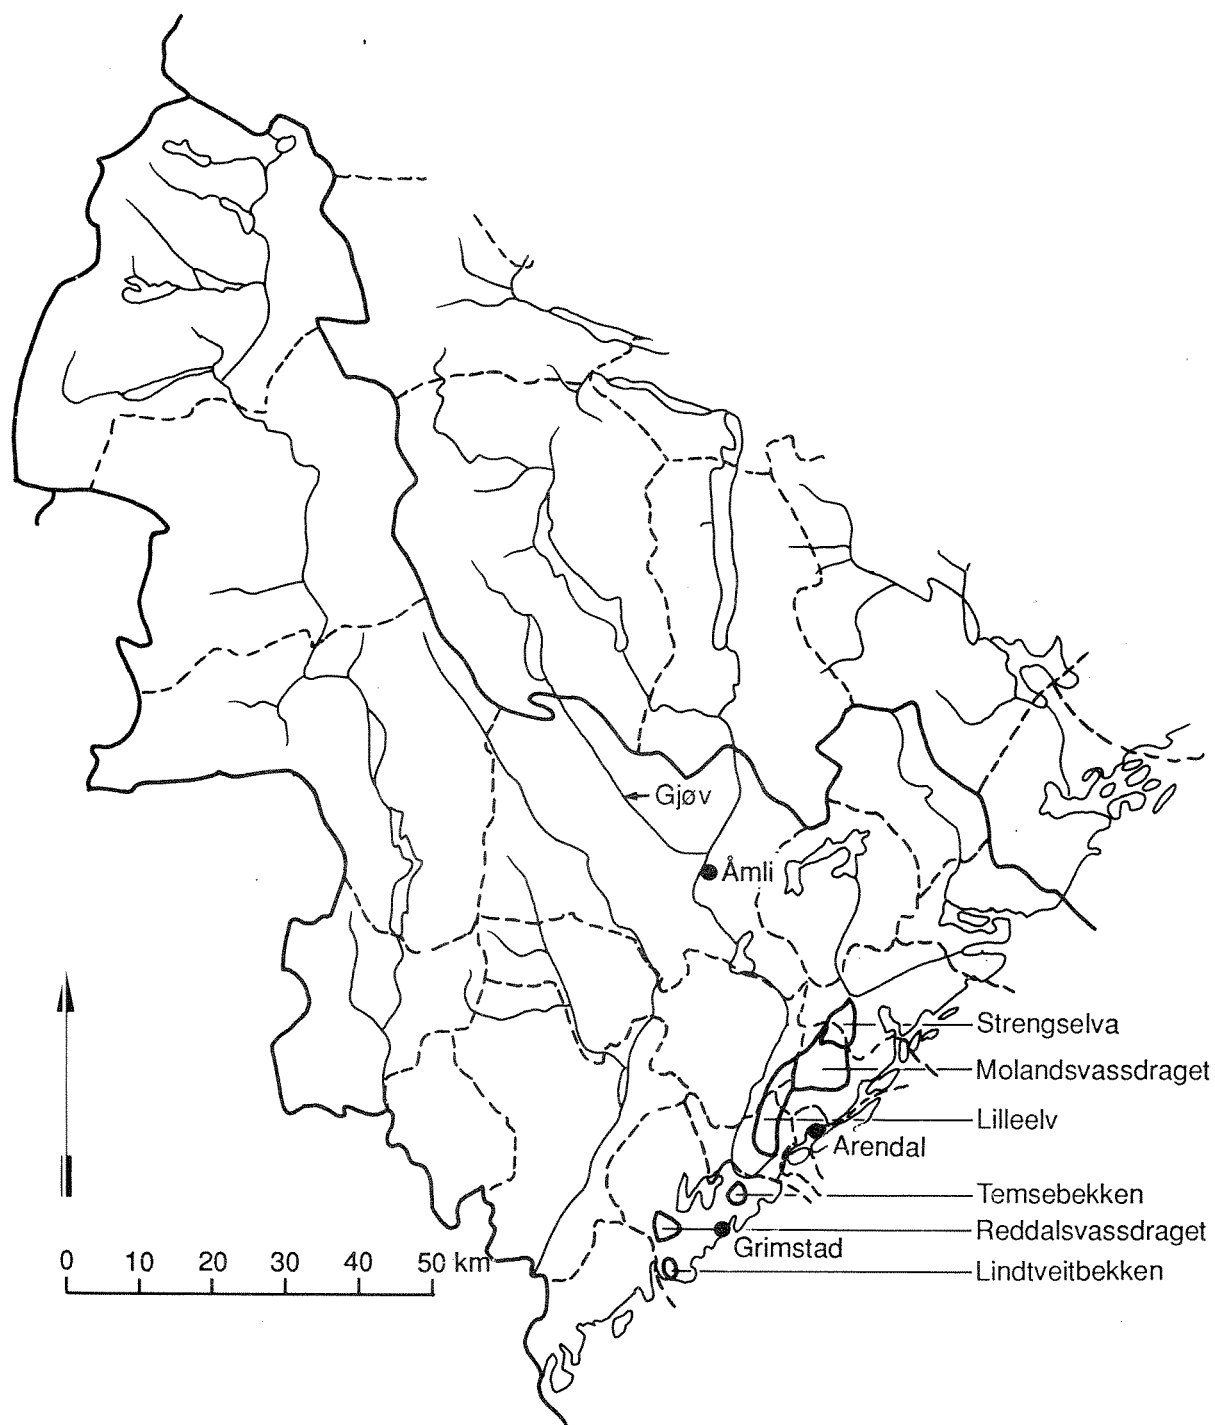 Gjøv
Åmli
Strengselva
Molandsvassdraget
Lilleelv
Arendal
Temsebekken
Reddalsvassdraget
Grimstad
Lindtveitbekken
0 10 20 30 40 50 km